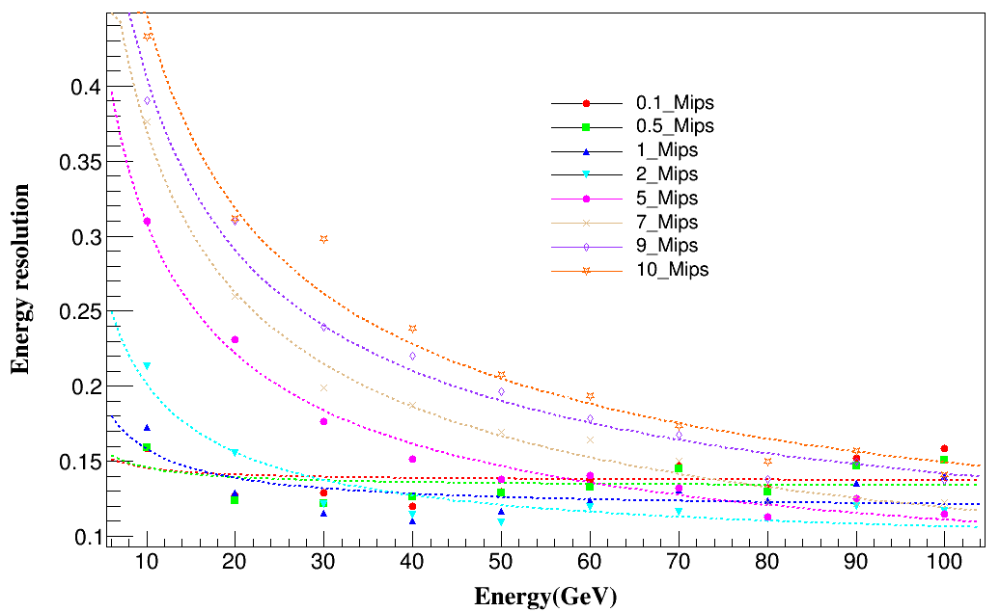 0.4
0.35
0.3
0.25
0.2
0.15
0.1
Energy resolution
0.1_Mips
0.5_Mips
1_Mips
2_Mips
5_Mips
7_Mips
9_Mips
10_Mips
10 20 30 40 50 60 70 80 90 100
Energy(GeV)